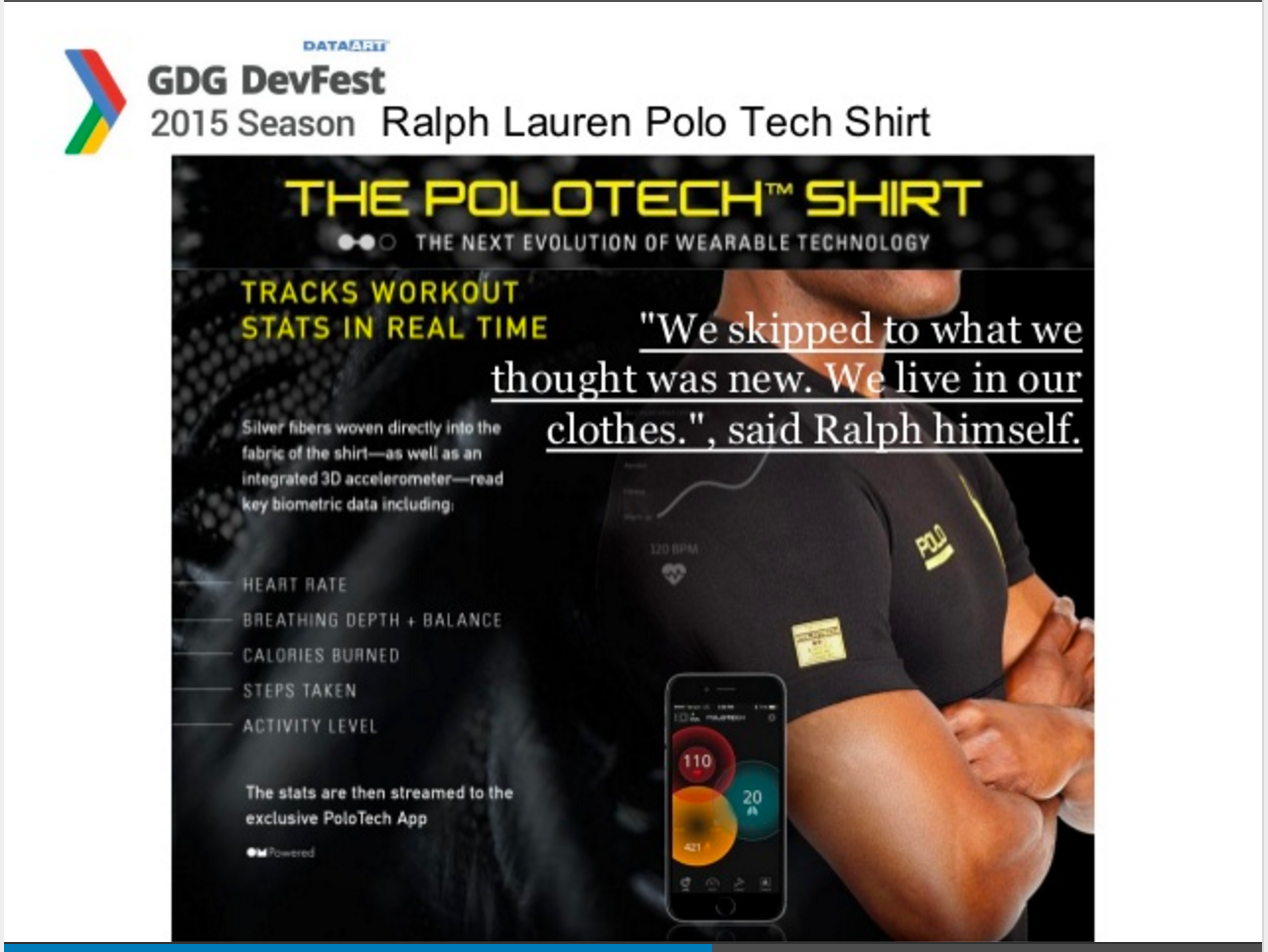 DATAART
GDG DevFest
2015 Season
Ralph Lauren Polo Tech Shirt
THE POLOTECH™ SHIRT
THE NEXT EVOLUTION OF WEARABLE TECHNOLOGY
TRACKS WORKOUT
STATS IN REAL TIME
"We skipped to what we
thought was new. We live in our
clothes.", said Ralph himself.
Silver fibers woven directly into the
fabric of the shirt—as well as an
integrated 3D accelerometer—read
key biometric data including:
HEART RATE
BREATHING DEPTH + BALANCE
CALORIES BURNED
STEPS TAKEN
ACTIVITY LEVEL
The stats are then streamed to the
exclusive PoloTech App
OM Powered
120 BPM
POLO
POLOTECH
110
20
421